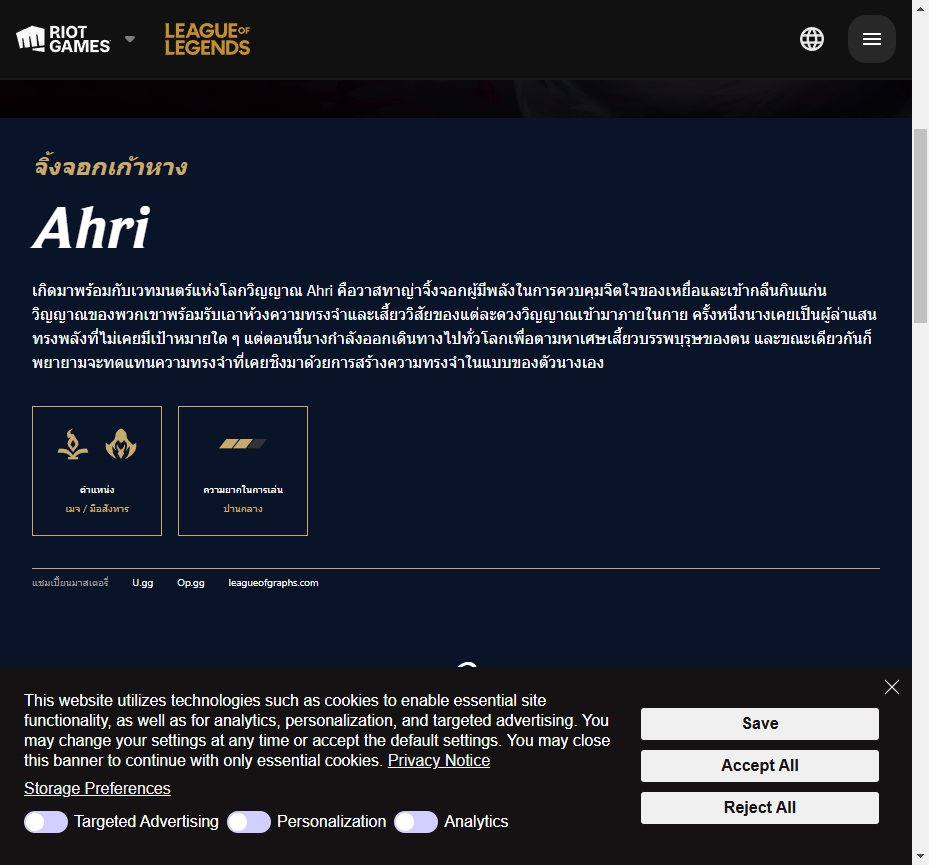 RIOT GAMES
LEAGUE OF LEGENDS
จิ้งจอกเก้าหาง
Ahri
เกิดมาพร้อมกับเวทมนตร์แห่งโลกวิญญาณ Ahri คือวาสทาญ่าจิ้งจอกผู้มีพลังในการควบคุมจิตใจของเหยื่อและเข้ากลืนกินแก่น
วิญญาณของพวกเขาพร้อมรับเอาห้วงความทรงจำและเสี้ยววิสัยของแต่ละดวงวิญญาณเข้ามาภายในกาย ครั้งหนึ่งนางเคยเป็นผู้ล่าแสน
ทรงพลังที่ไม่เคยมีเป้าหมายใด ๆ แต่ตอนนี้นางกำลังออกเดินทางไปทั่วโลกเพื่อตามหาเศษเสี้ยวบรรพบุรุษของตน และขณะเดียวกันก็
พยายามจะทดแทนความทรงจำที่เคยชิงมาด้วยการสร้างความทรงจำในแบบของตัวนางเอง
ตำแหน่ง
เมจ / มือสังหาร
ความยากในการเล่น
ปานกลาง
แชมเปี้ยนมาสเตอรี่ U.gg Op.gg leagueofgraphs.com
This website utilizes technologies such as cookies to enable essential site
functionality, as well as for analytics, personalization, and targeted advertising. You
may change your settings at any time or accept the default settings. You may close
this banner to continue with only essential cookies. Privacy Notice
Storage Preferences
Targeted Advertising Personalization Analytics
Save
Accept All
Reject All